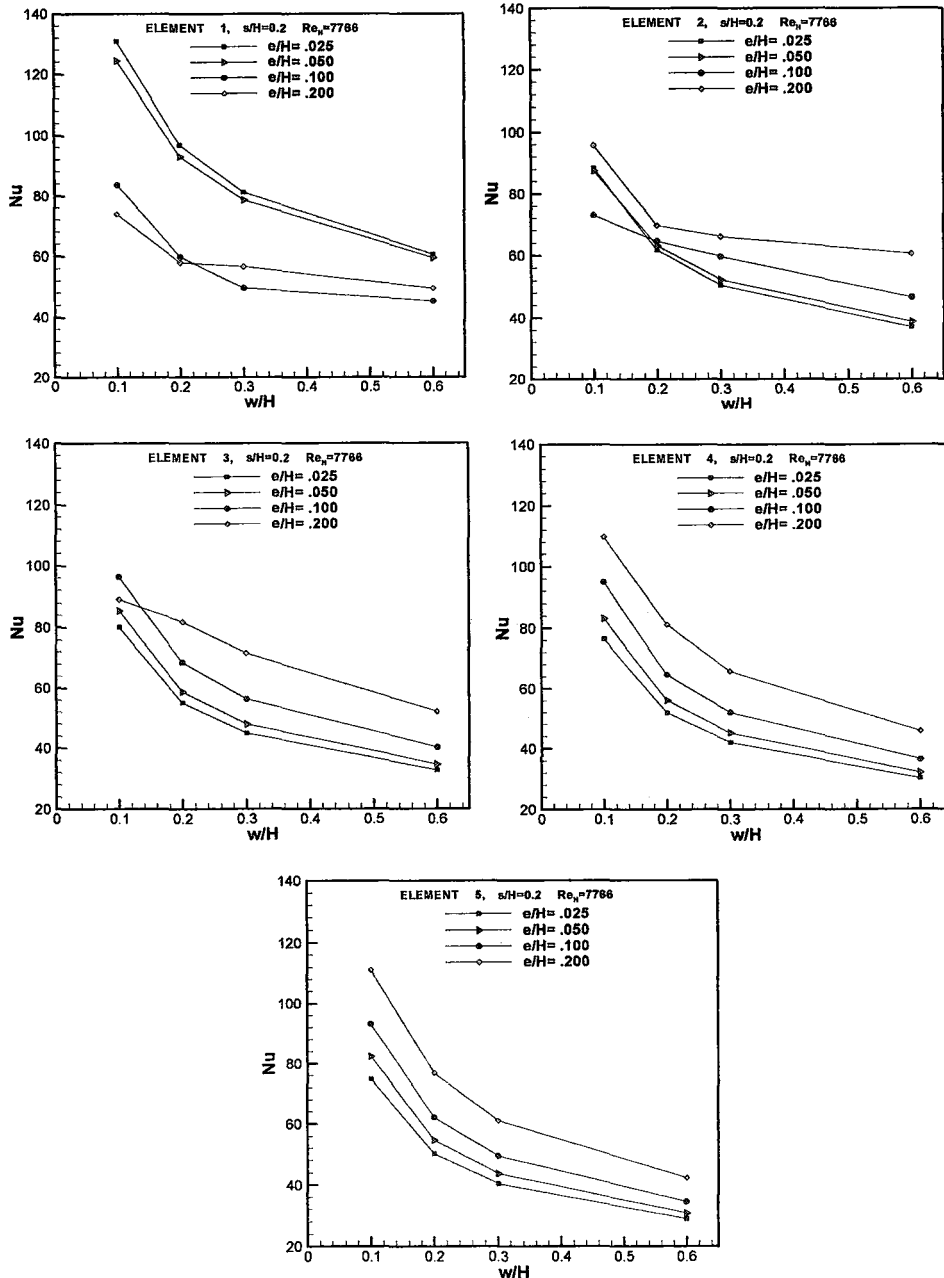 ELEMENT 1, s/H=0.2 Re_H=7766
e/H= .025
e/H= .050
e/H= .100
e/H= .200
Nu
140
120
100
80
60
40
20
0 0.1 0.2 0.3 0.4 0.5 0.6
w/H
ELEMENT 2, s/H=0.2 Re_H=7766
e/H= .025
e/H= .050
e/H= .100
e/H= .200
Nu
140
120
100
80
60
40
20
0 0.1 0.2 0.3 0.4 0.5 0.6
w/H
ELEMENT 3, s/H=0.2 Re_H=7766
e/H= .025
e/H= .050
e/H= .100
e/H= .200
Nu
140
120
100
80
60
40
20
0 0.1 0.2 0.3 0.4 0.5 0.6
w/H
ELEMENT 4, s/H=0.2 Re_H=7766
e/H= .025
e/H= .050
e/H= .100
e/H= .200
Nu
140
120
100
80
60
40
20
0 0.1 0.2 0.3 0.4 0.5 0.6
w/H
ELEMENT 5, s/H=0.2 Re_H=7766
e/H= .025
e/H= .050
e/H= .100
e/H= .200
Nu
140
120
100
80
60
40
20
0 0.1 0.2 0.3 0.4 0.5 0.6
w/H